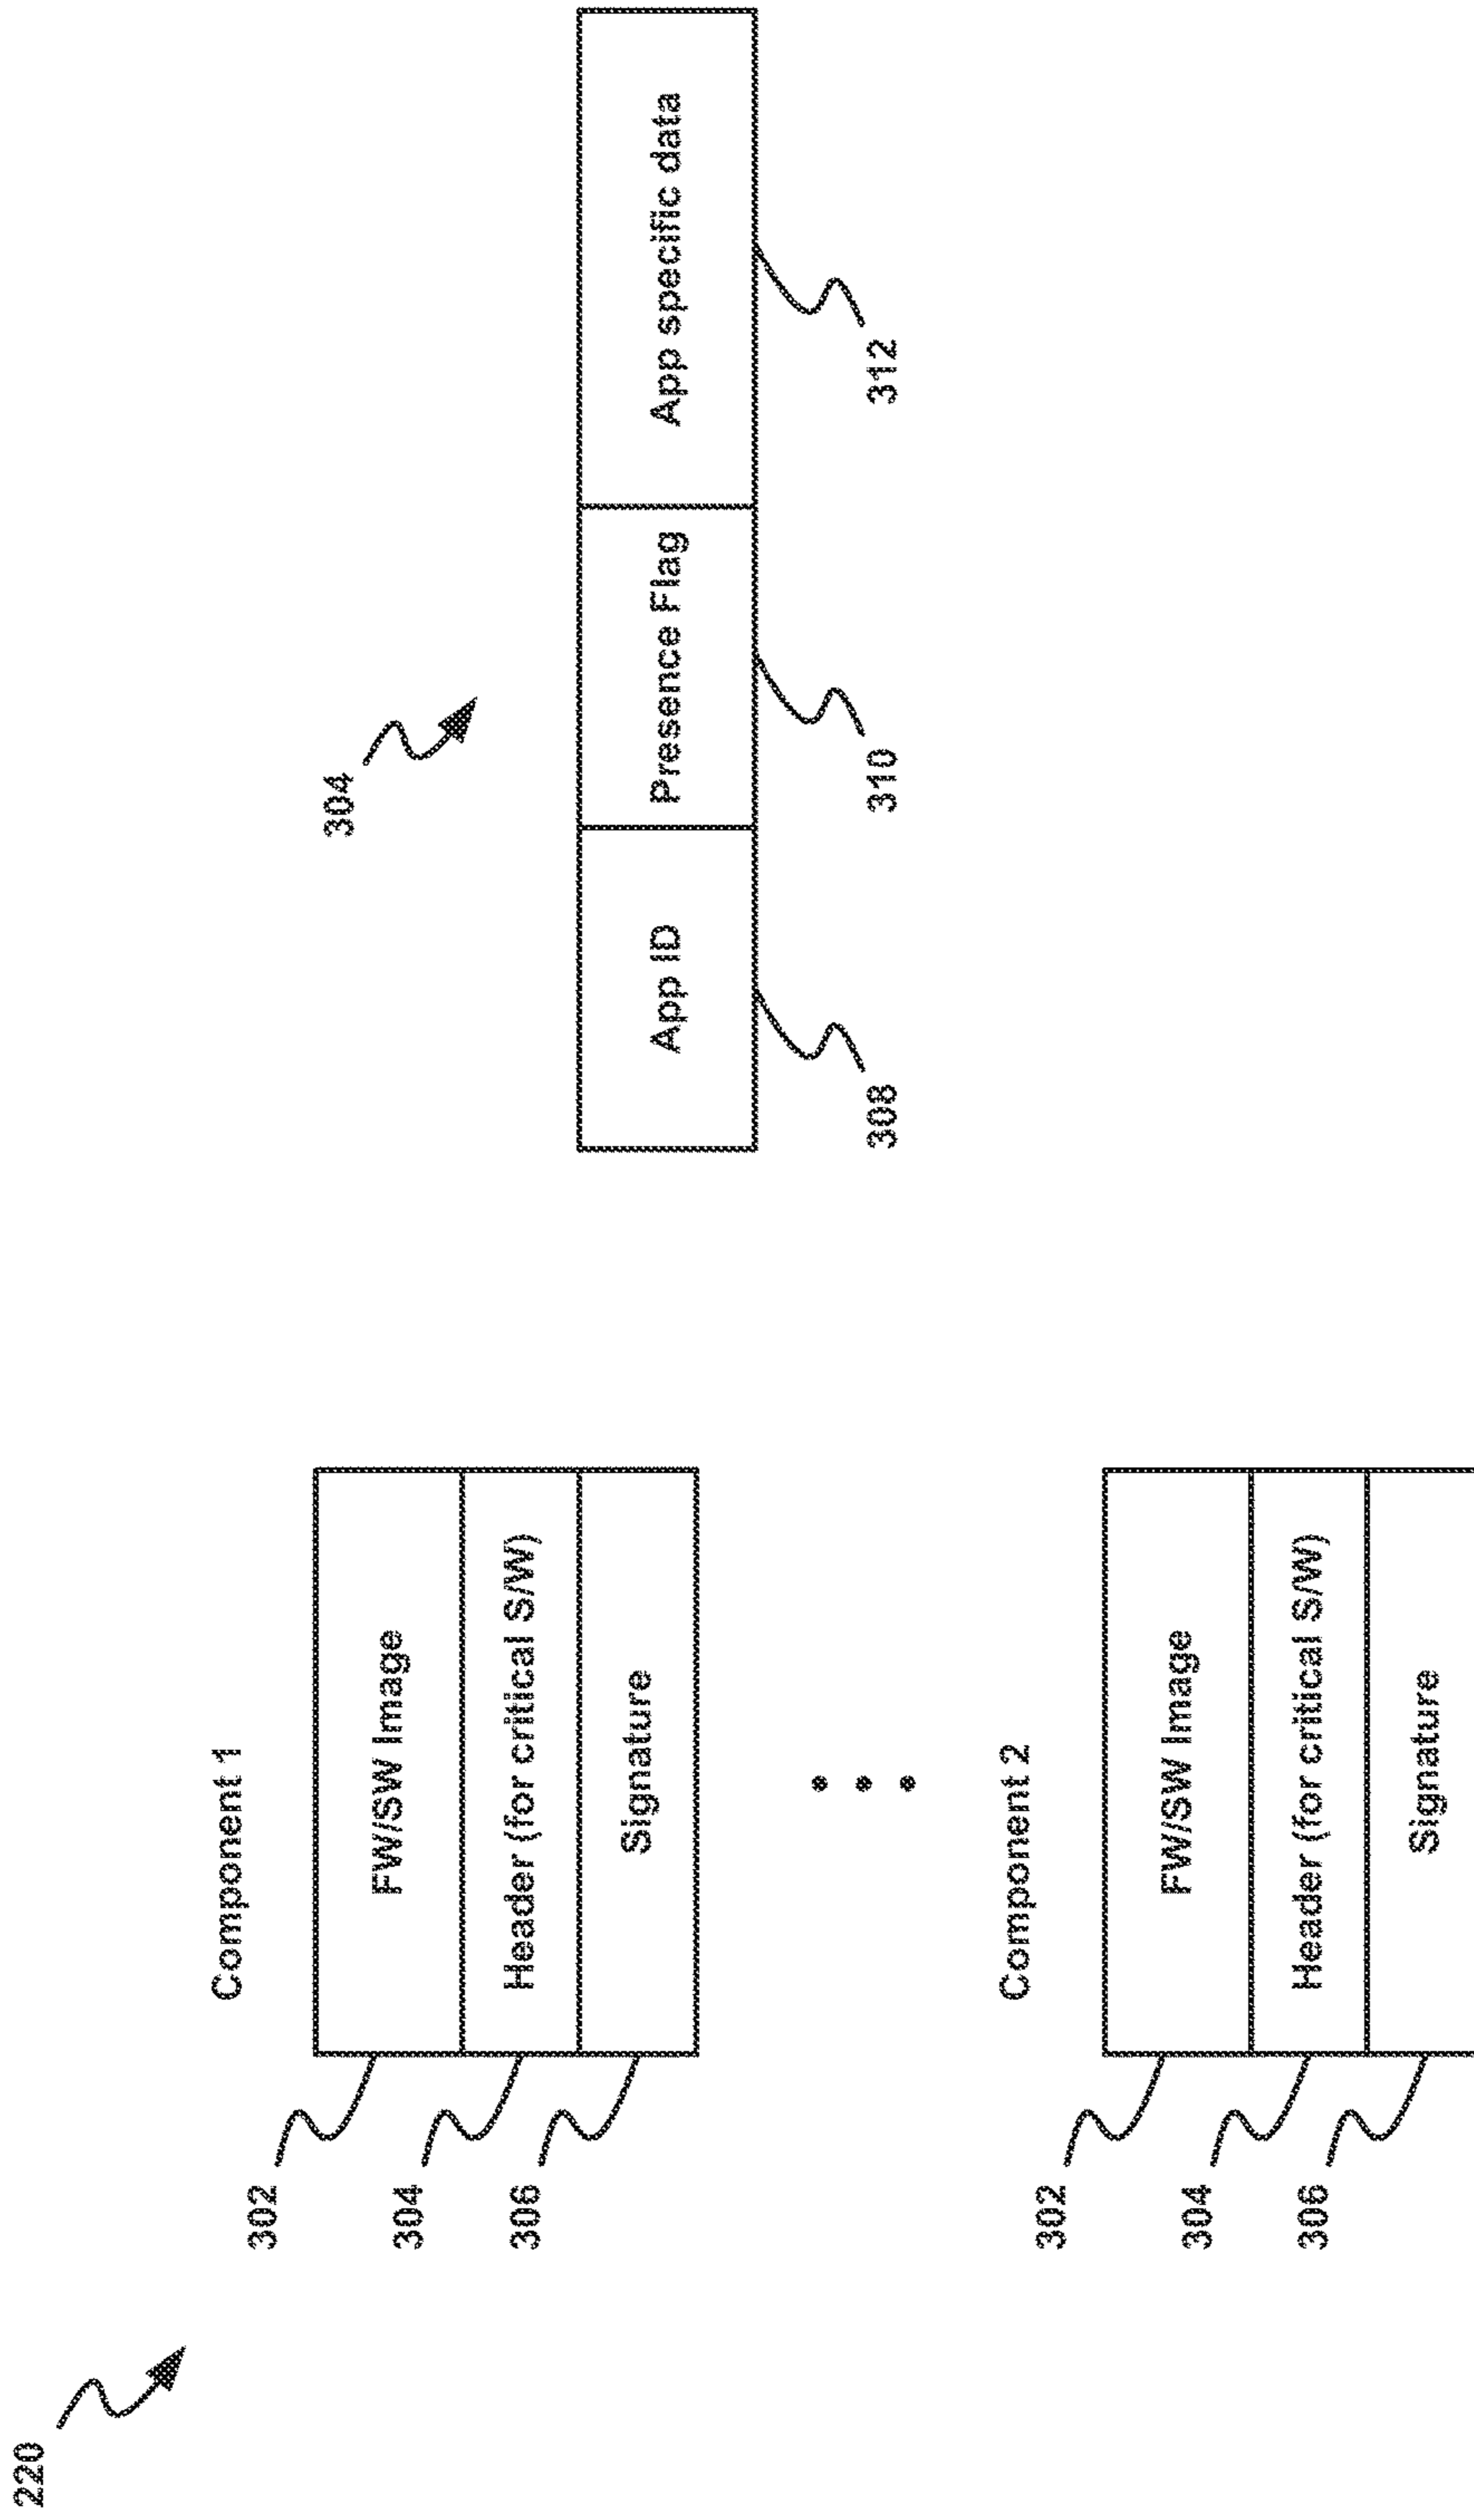 220
Component 1
302
FW/SW Image
304
Header (for critical S/W)
306
Signature
Component 2
302
FW/SW Image
304
Header (for critical S/W)
306
Signature
304
App ID
Presence Flag
App specific data
308
310
312